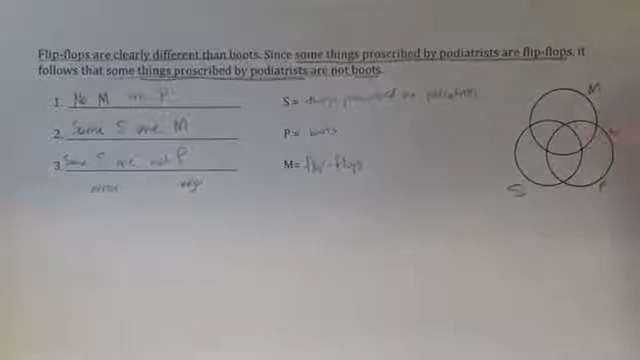 Flip-flops are clearly different than boots. Since some things proscribed by podiatrists are flip-flops, it
follows that some things proscribed by podiatrists are not boots.
1. No M are P
S = things proscribed by podiatrists
M
2. Some S are M
P = boots
3. Some S are not P
M= flip-flops
S
P
minor
major